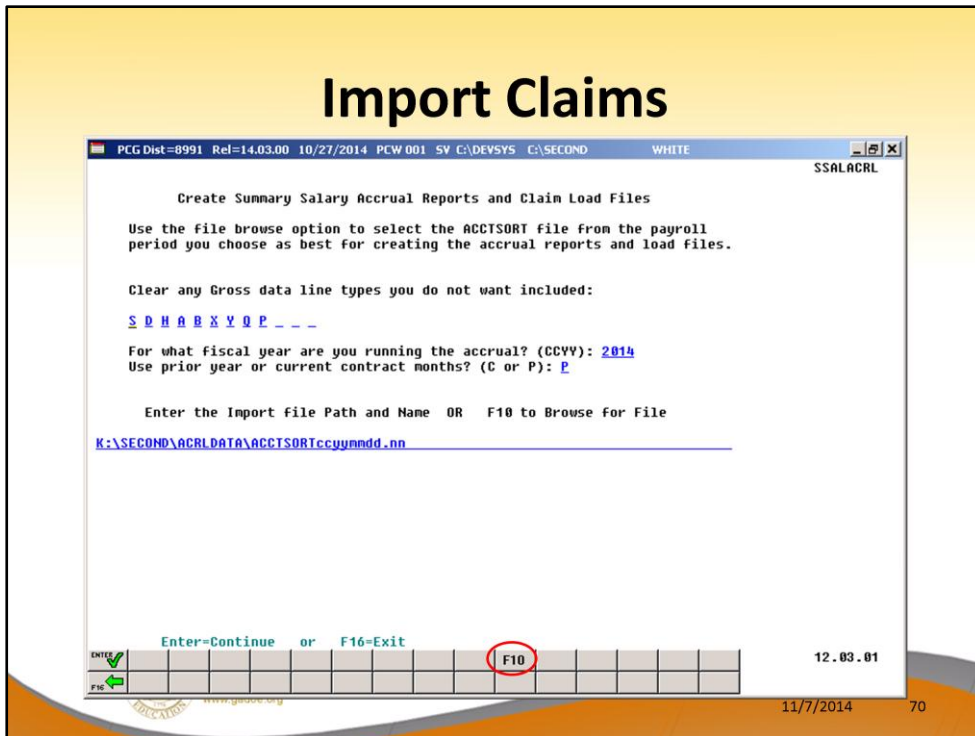 Import Claims
PCG Dist=8991 Rel=14.03.00 10/27/2014 PCW 001 SV C:\DEVSYS C:\SECOND WHITE
SSALACRL
Create Summary Salary Accrual Reports and Claim Load Files
Use the file browse option to select the ACCTSORT file from the payroll
period you choose as best for creating the accrual reports and load files.
Clear any Gross data line types you do not want included:
S D H A B X Y Q P _ _ _
For what fiscal year are you running the accrual? (CCYY): 2014
Use prior year or current contract months? (C or P): P
Enter the Import file Path and Name OR F10 to Browse for File
K:\SECOND\ACRLDATA\ACCTSORTccyymmdd.nn
Enter=Continue or F16=Exit
ENTER
F10
12.03.01
F16
EDUCATION
www.gadoe.org
11/7/2014
70